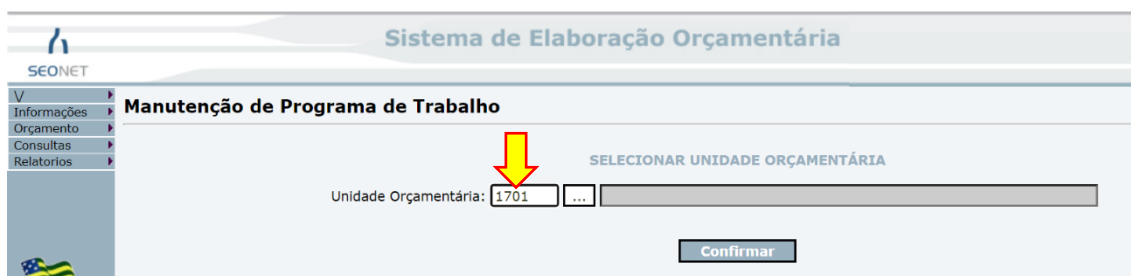 Sistema de Elaboração Orçamentária
SEONET
V
Informações
Orçamento
Consultas
Relatorios
Manutenção de Programa de Trabalho
SELECIONAR UNIDADE ORÇAMENTÁRIA
Unidade Orçamentária: 1701 ...
Confirmar